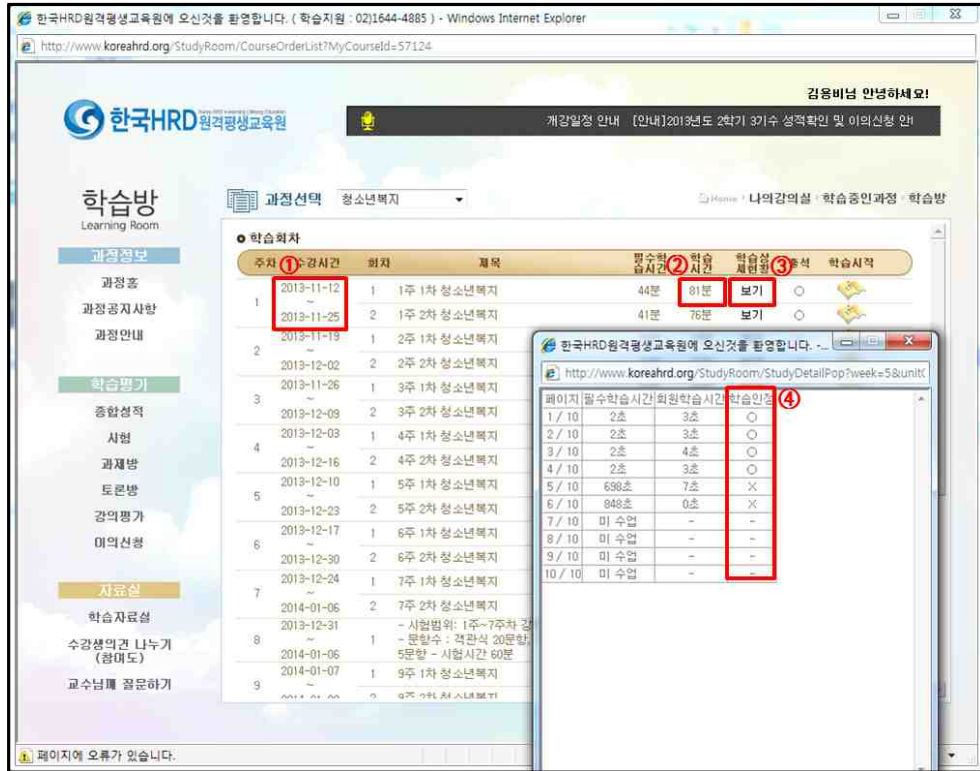 한국HRD원격평생교육원에 오신것을 환영합니다. ( 학습지원 : 02)1644-4885 ) - Windows Internet Explorer
http://www.koreahrd.org/StudyRoom/CourseOrderList?MyCourseId=57124
김용비님 안녕하세요!
한국HRD원격평생교육원
개강일정 안내 [안내]2013년도 2학기 3기수 성적확인 및 이의신청 안
학습방
Learning Room
과정선택 청소년복지
Home 나의강의실 학습중인과정 학습방
과정정보
과정홈
과정공지사항
과정안내
학습평가
종합성적
시험
과제방
토론방
강의평가
이의신청
자료실
학습자료실
수강생의견 나누기
(참여도)
교수님께 질문하기
학습회차
주차 ① 수강시간 회차 제목 필수학습시간 ② 학습시간 학습상세현황 ③ 출석 학습시작
1 2013-11-12 ~ 2013-11-25
1 1주 1차 청소년복지 44분 81분 보기 ○
2 1주 2차 청소년복지 41분 76분 보기 ○
2 2013-11-19 ~ 2013-12-02
1 2주 1차 청소년복지
2 2주 2차 청소년복지
3 2013-11-26 ~ 2013-12-09
1 3주 1차 청소년복지
2 3주 2차 청소년복지
4 2013-12-03 ~ 2013-12-16
1 4주 1차 청소년복지
2 4주 2차 청소년복지
5 2013-12-10 ~ 2013-12-23
1 5주 1차 청소년복지
2 5주 2차 청소년복지
6 2013-12-17 ~ 2013-12-30
1 6주 1차 청소년복지
2 6주 2차 청소년복지
7 2013-12-24 ~ 2014-01-06
1 7주 1차 청소년복지
2 7주 2차 청소년복지
8 2013-12-31 ~ 2014-01-06
1 - 시험범위: 1주~7주차 강
- 문항수 : 객관식 20문항,
5문항 - 시험시간 60분
9 2014-01-07 ~
1 9주 1차 청소년복지
2 9주 2차 청소년복지
한국HRD원격평생교육원에 오신것을 환영합니다. -...
http://www.koreahrd.org/StudyRoom/StudyDetailPop?week=5&unit
페이지 필수학습시간 회원학습시간 학습인정 ④
1 / 10 2초 3초 ○
2 / 10 2초 3초 ○
3 / 10 2초 4초 ○
4 / 10 2초 3초 ○
5 / 10 698초 7초 X
6 / 10 848초 0초 X
7 / 10 미 수업 - -
8 / 10 미 수업 - -
9 / 10 미 수업 - -
10 / 10 미 수업 - -
페이지에 오류가 있습니다.